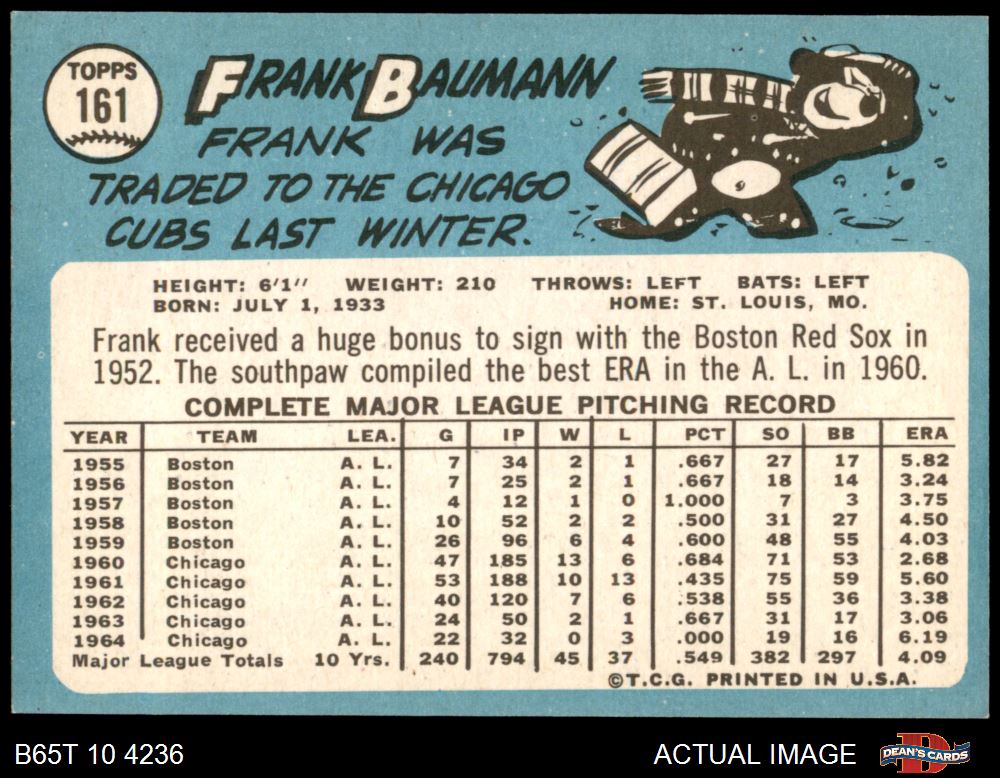 TOPPS
161
FRANK BAUMANN
FRANK WAS
TRADED TO THE CHICAGO
CUBS LAST WINTER.
HEIGHT: 6'1" WEIGHT: 210 THROWS: LEFT BATS: LEFT
BORN: JULY 1, 1933 HOME: ST. LOUIS, MO.
Frank received a huge bonus to sign with the Boston Red Sox in
1952. The southpaw compiled the best ERA in the A. L. in 1960.
COMPLETE MAJOR LEAGUE PITCHING RECORD
YEAR TEAM LEA. G IP W L PCT SO BB ERA
1955 Boston A. L. 7 34 2 1 .667 27 17 5.82
1956 Boston A. L. 7 25 2 1 .667 18 14 3.24
1957 Boston A. L. 4 12 1 0 1.000 7 3 3.75
1958 Boston A. L. 10 52 2 2 .500 31 27 4.50
1959 Boston A. L. 26 96 6 4 .600 48 55 4.03
1960 Chicago A. L. 47 185 13 6 .684 71 53 2.68
1961 Chicago A. L. 53 188 10 13 .435 75 59 5.60
1962 Chicago A. L. 40 120 7 6 .538 55 36 3.38
1963 Chicago A. L. 24 50 2 1 .667 31 17 3.06
1964 Chicago A. L. 22 32 0 3 .000 19 16 6.19
Major League Totals 10 Yrs. 240 794 45 37 .549 382 297 4.09
©T.C.G. PRINTED IN U.S.A.
B65T 10 4236 ACTUAL IMAGE DEAN'S CARDS